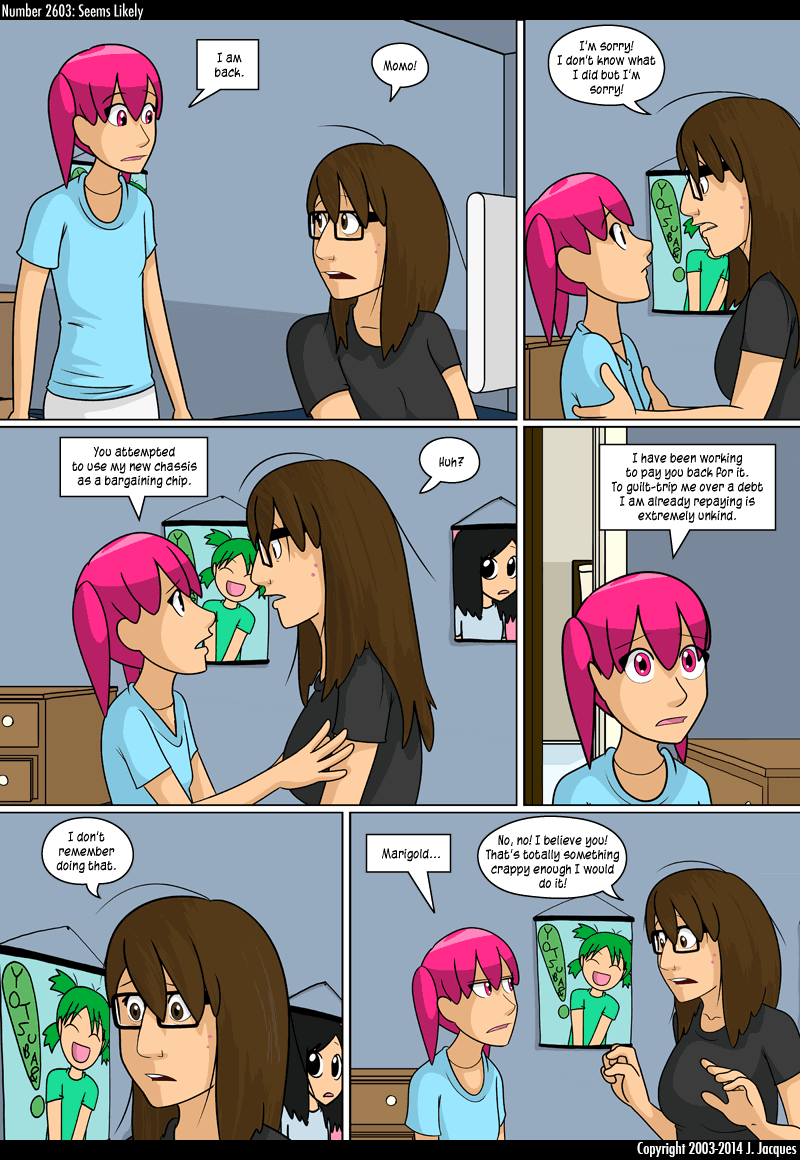 Number 2603: Seems Likely
I am
back.
Momo!
I'm sorry!
I don't know what
I did but I'm
sorry!
YOTSUBA&!
You attempted
to use my new chassis
as a bargaining chip.
Huh?
I have been working
to pay you back for it.
To guilt-trip me over a debt
I am already repaying is
extremely unkind.
I don't
remember
doing that.
YOTSUBA&!
Marigold...
No, no! I believe you!
That's totally something
crappy enough I would
do it!
YOTSUBA&!
Copyright 2003-2014 J. Jacques